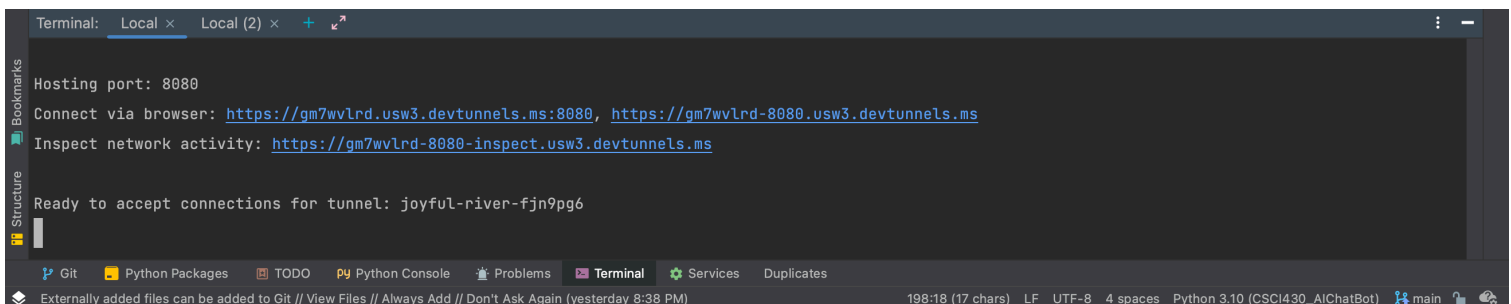 Terminal: Local × Local (2) × +
Bookmarks
Structure
Hosting port: 8080
Connect via browser: https://gm7wvlrd.usw3.devtunnels.ms:8080, https://gm7wvlrd-8080.usw3.devtunnels.ms
Inspect network activity: https://gm7wvlrd-8080-inspect.usw3.devtunnels.ms
Ready to accept connections for tunnel: joyful-river-fjn9pg6
Git Python Packages TODO Python Console Problems Terminal Services Duplicates
Externally added files can be added to Git // View Files // Always Add // Don't Ask Again (yesterday 8:38 PM) 198:18 (17 chars) LF UTF-8 4 spaces Python 3.10 (CSCI430_AIChatBot) main